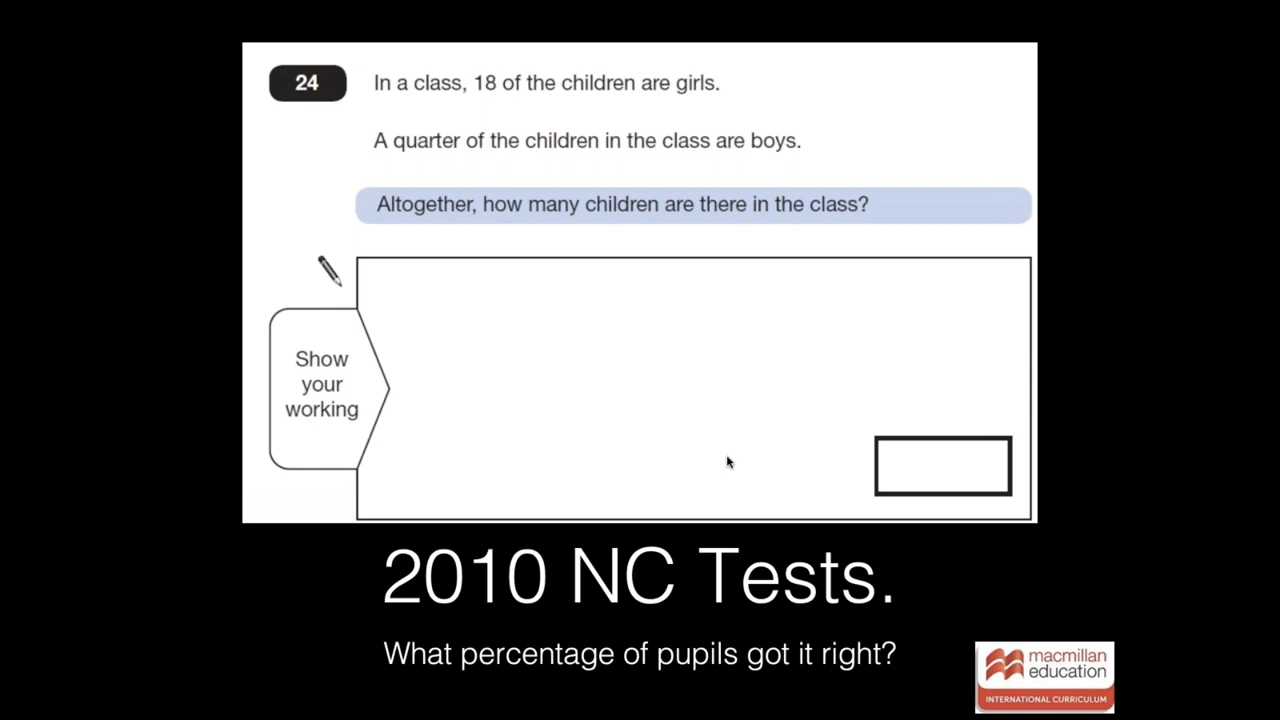 24
In a class, 18 of the children are girls.
A quarter of the children in the class are boys.
Altogether, how many children are there in the class?
Show
your
working
2010 NC Tests.
What percentage of pupils got it right?
macmillan
education
INTERNATIONAL CURRICULUM